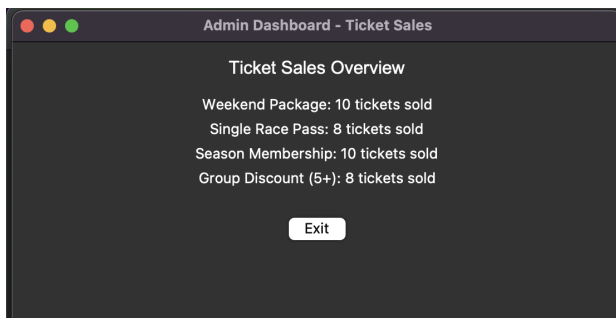 Admin Dashboard - Ticket Sales
Ticket Sales Overview
Weekend Package: 10 tickets sold
Single Race Pass: 8 tickets sold
Season Membership: 10 tickets sold
Group Discount (5+): 8 tickets sold
Exit